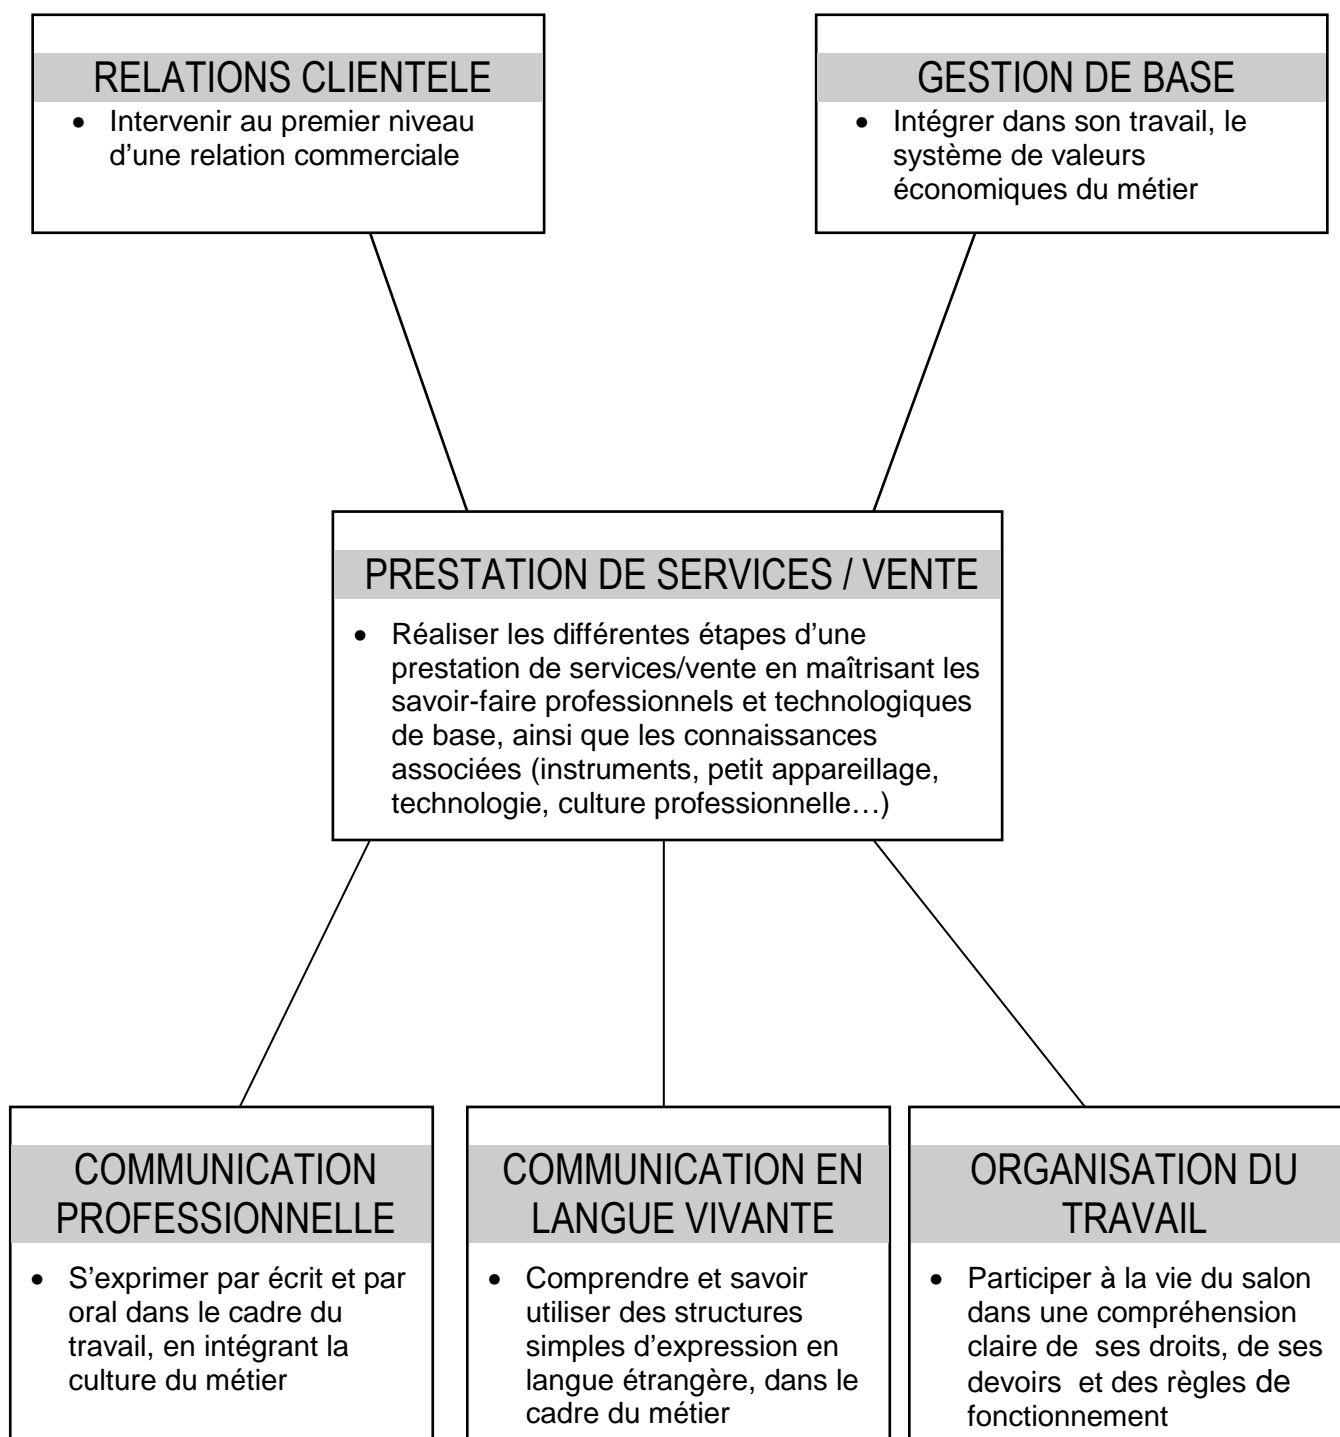 RELATIONS CLIENTELE
• Intervenir au premier niveau
d’une relation commerciale
GESTION DE BASE
• Intégrer dans son travail, le
système de valeurs
économiques du métier
PRESTATION DE SERVICES / VENTE
• Réaliser les différentes étapes d’une
prestation de services/vente en maîtrisant les
savoir-faire professionnels et technologiques
de base, ainsi que les connaissances
associées (instruments, petit appareillage,
technologie, culture professionnelle…)
COMMUNICATION
PROFESSIONNELLE
• S’exprimer par écrit et par
oral dans le cadre du
travail, en intégrant la
culture du métier
COMMUNICATION EN
LANGUE VIVANTE
• Comprendre et savoir
utiliser des structures
simples d’expression en
langue étrangère, dans le
cadre du métier
ORGANISATION DU
TRAVAIL
• Participer à la vie du salon
dans une compréhension
claire de  ses droits, de ses
devoirs  et des règles de
fonctionnement